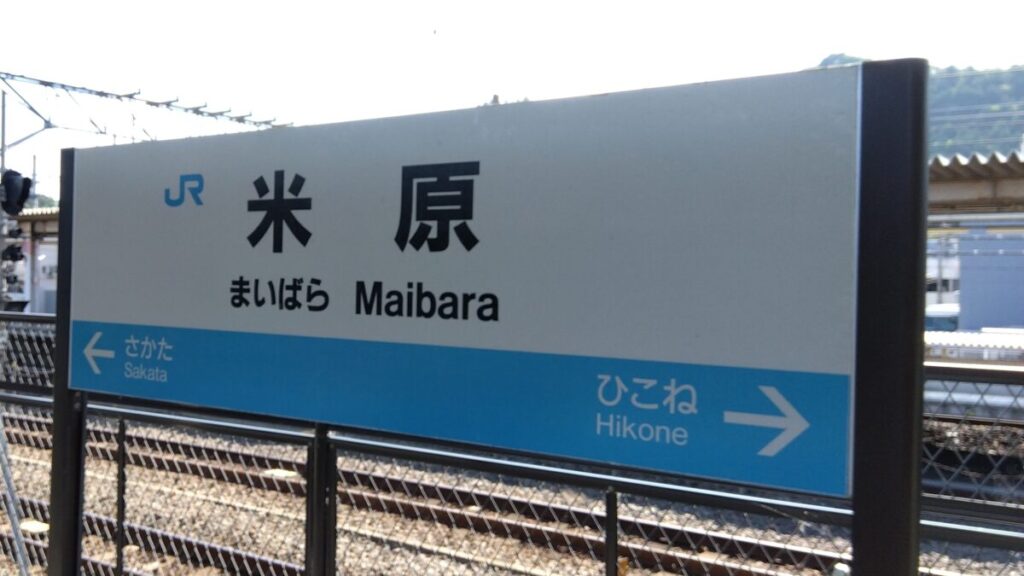 JR 米原
まいばら Maibara
← さかた
Sakata
ひこね →
Hikone